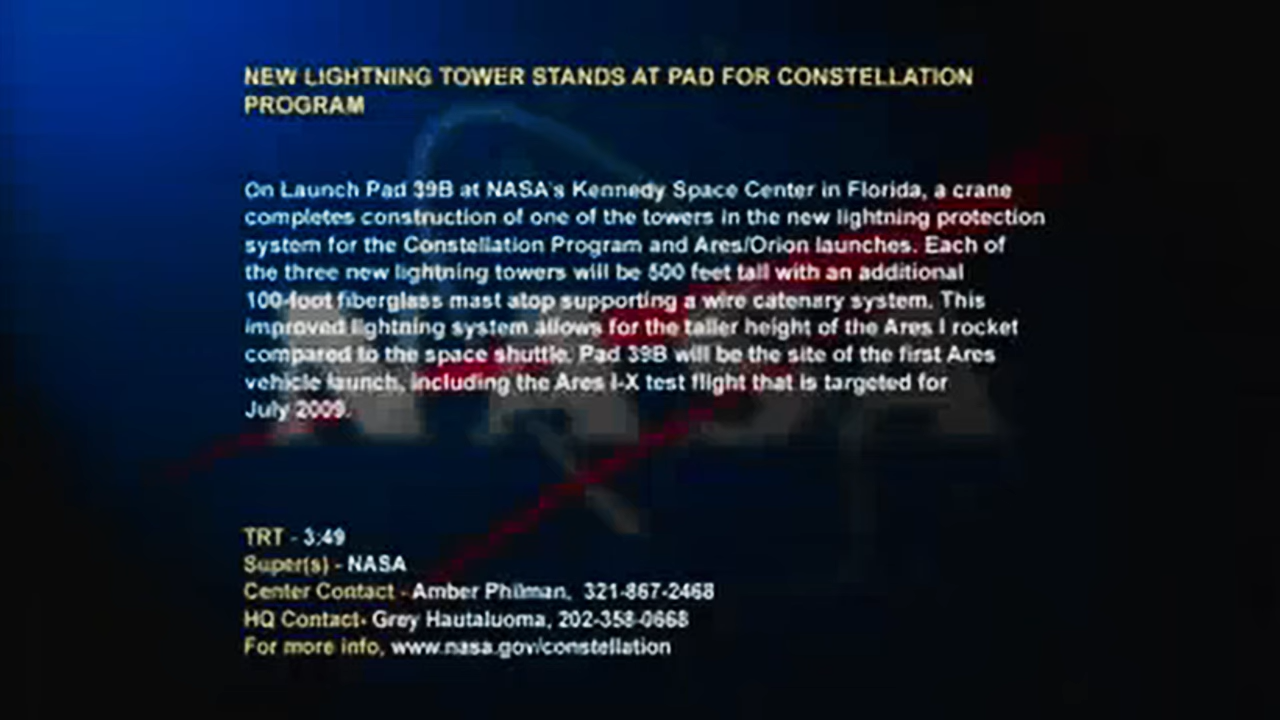 NEW LIGHTNING TOWER STANDS AT PAD FOR CONSTELLATION
PROGRAM
On Launch Pad 39B at NASA's Kennedy Space Center in Florida, a crane
completes construction of one of the towers in the new lightning protection
system for the Constellation Program and Ares/Orion launches. Each of
the three new lightning towers will be 500 feet tall with an additional
100-foot fiberglass mast atop supporting a wire catenary system. This
improved lightning system allows for the taller height of the Ares I rocket
compared to the space shuttle. Pad 39B will be the site of the first Ares
vehicle launch, including the Ares I-X test flight that is targeted for
July 2009.
NASA
TRT - 3:49
Super(s) - NASA
Center Contact - Amber Philman, 321-867-2468
HQ Contact- Grey Hautaluoma, 202-358-0668
For more info, www.nasa.gov/constellation